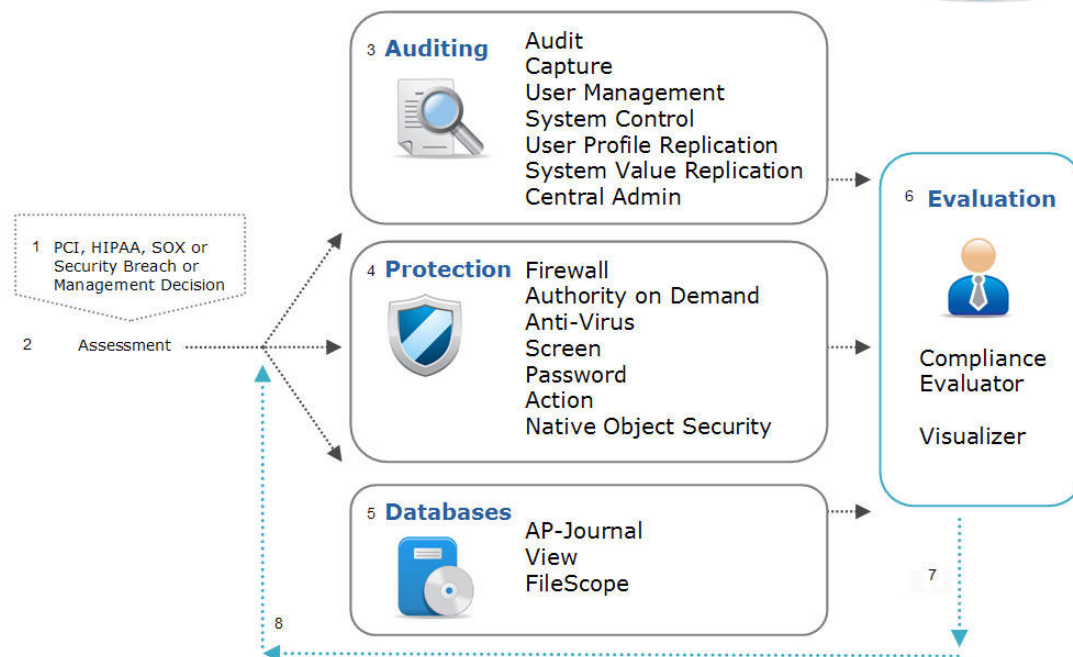 3 Auditing
Audit
Capture
User Management
System Control
User Profile Replication
System Value Replication
Central Admin
1 PCI, HIPAA, SOX or
Security Breach or
Management Decision
2 Assessment
4 Protection
Firewall
Authority on Demand
Anti-Virus
Screen
Password
Action
Native Object Security
5 Databases
AP-Journal
View
FileScope
6 Evaluation
Compliance
Evaluator
Visualizer
7
8